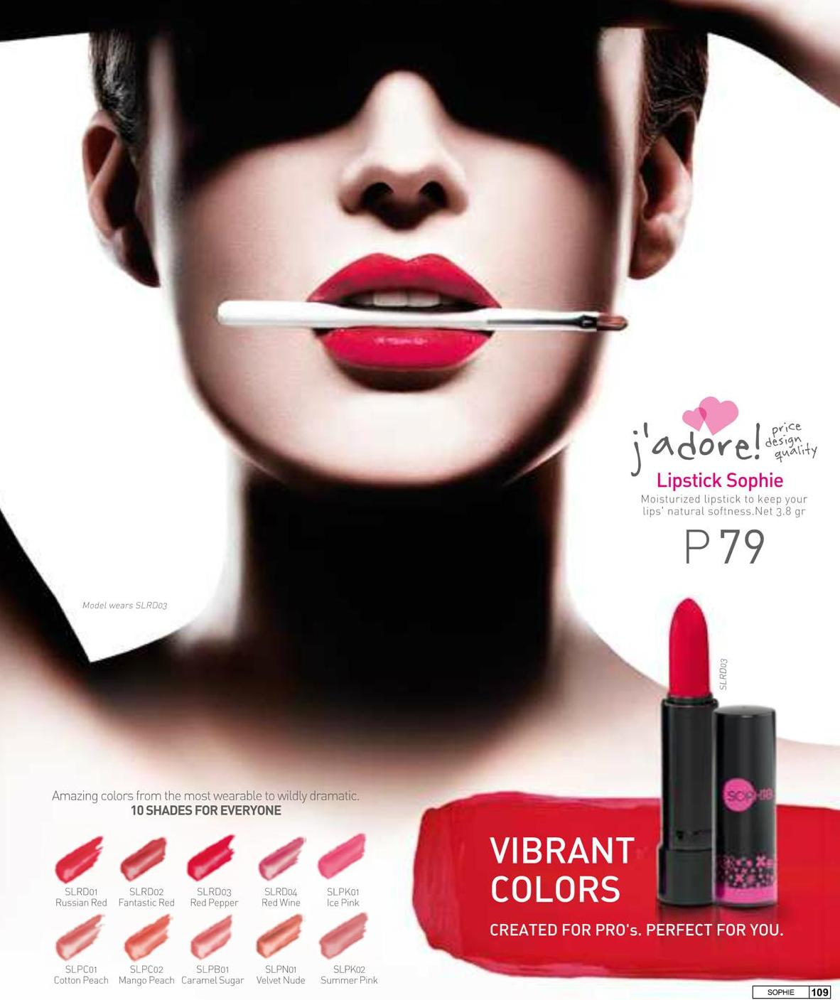 j'adore!
price
design
quality
Lipstick Sophie
Moisturized lipstick to keep your
lips' natural softness.Net 3.8 gr
P 79
Model wears SLRD03
SLRD03
SOPHIE
Amazing colors from the most wearable to wildly dramatic.
10 SHADES FOR EVERYONE
SLRD01 SLRD02 SLRD03 SLRD04 SLPK01
Russian Red Fantastic Red Red Pepper Red Wine Ice Pink
SLPC01 SLPC02 SLPB01 SLPN01 SLPK02
Cotton Peach Mango Peach Caramel Sugar Velvet Nude Summer Pink
VIBRANT
COLORS
CREATED FOR PRO's. PERFECT FOR YOU.
SOPHIE 109